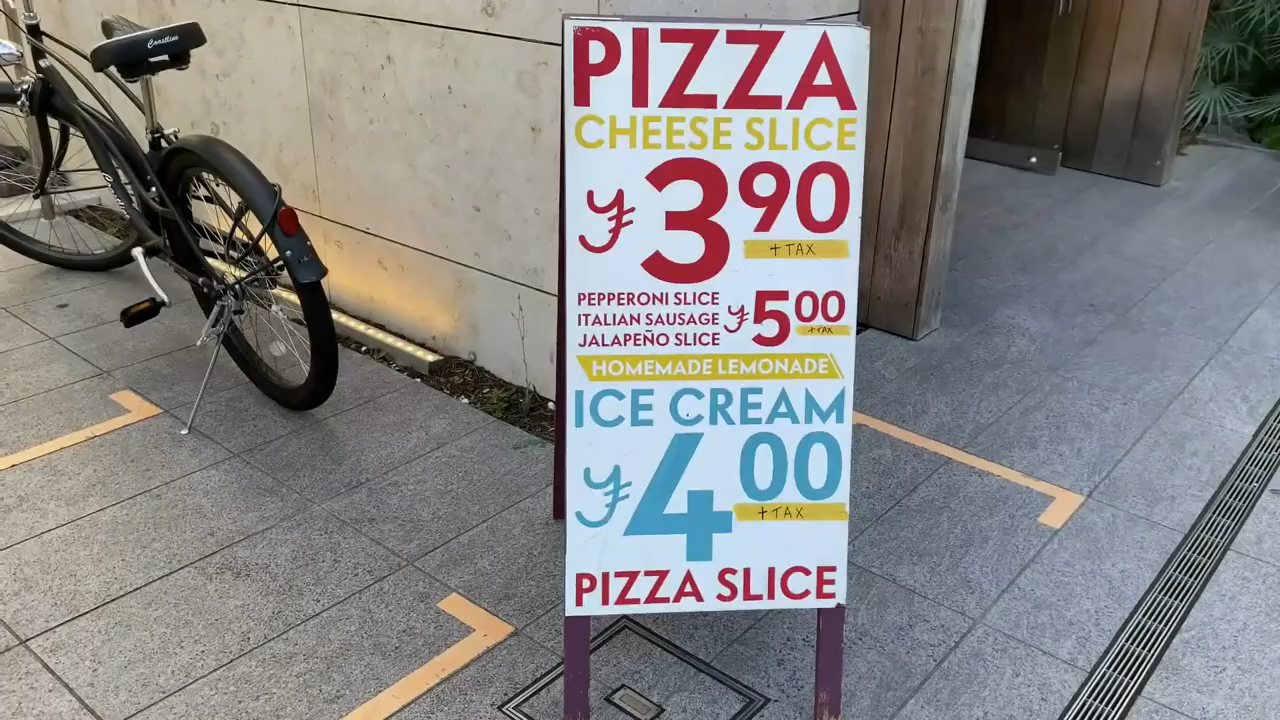 PIZZA
CHEESE SLICE
¥390
+TAX
PEPPERONI SLICE
ITALIAN SAUSAGE
JALAPEÑO SLICE
¥500
+TAX
HOMEMADE LEMONADE
ICE CREAM
¥400
+TAX
PIZZA SLICE
Coastline